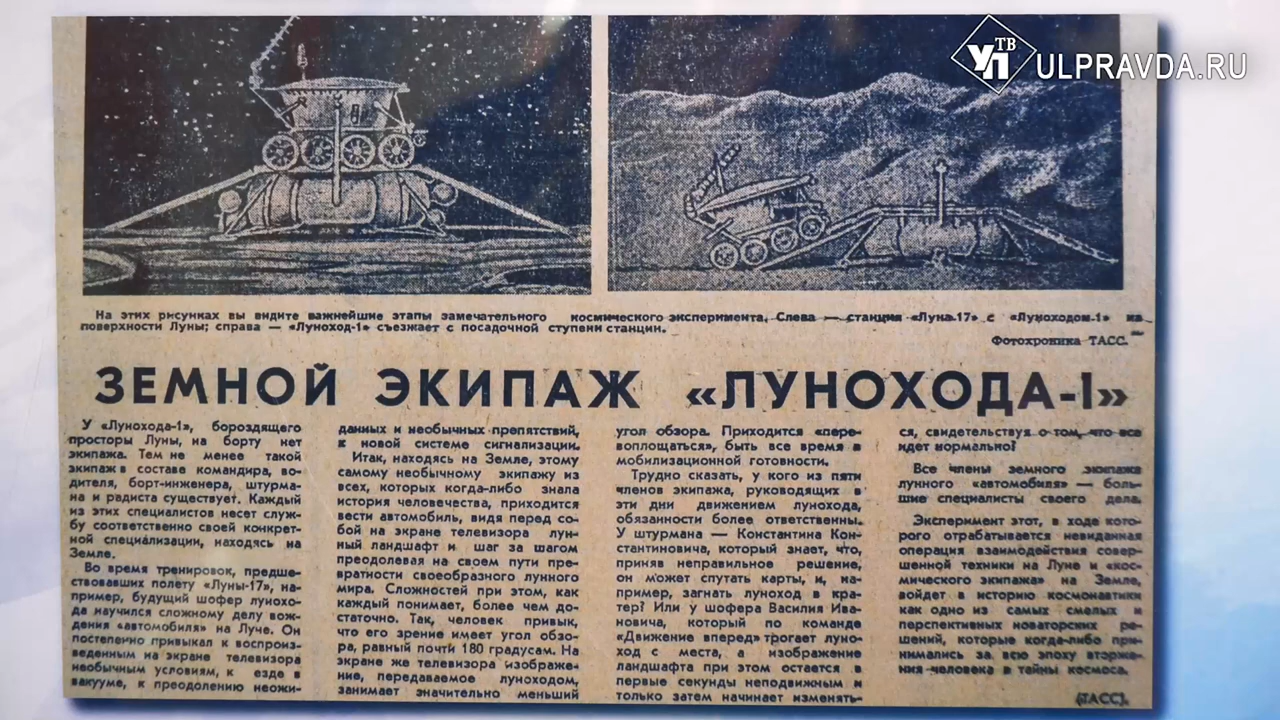 УП ТВ ULPRAVDA.RU
На этих рисунках вы видите важнейшие этапы замечательного космического эксперимента. Слева — станция «Луна-17» с «Луноходом-1» на
поверхности Луны; справа — «Луноход-1» съезжает с посадочной ступени станции.
Фотохроника ТАСС.
ЗЕМНОЙ ЭКИПАЖ «ЛУНОХОДА-1»
У «Лунохода-1», бороздящего
просторы Луны, на борту нет
экипажа. Тем не менее такой
экипаж в составе командира, во-
дителя, борт-инженера, штурма-
на и радиста существует. Каждый
из этих специалистов несет служ-
бу соответственно своей конкрет-
ной специализации, находясь на
Земле.
Во время тренировок, предше-
ствовавших полету «Луны-17», на-
пример, будущий шофер лунохо-
да научился сложному делу вож-
дения «автомобиля» на Луче. Он
постепенно привыкал к воспроиз-
веденным на экране телевизора
необычным условиям, к езде в
вакууме, к преодолению неожи-
данных и необычных препятствий,
к новой системе сигнализации.
Итак, находясь на Земле, этому
самому необычному экипажу из
всех, которых когда-либо знала
история человечества, приходится
вести автомобиль, видя перед со-
бой на экране телевизора лун-
ный ландшафт и шаг за шагом
преодолевая на своем пути пре-
вратности своеобразного лунного
мира. Сложностей при этом, как
каждый понимает, более чем до-
статочно. Так, человек привык,
что его зрение имеет угол обзо-
ра, равный почти 180 градусам. На
экране же телевизора изображе-
ние, передаваемое луноходом,
занимает значительно меньший
угол обзора. Приходится «пере-
воплощаться», быть все время в
мобилизационной готовности.
Трудно сказать, у кого из пяти
членов экипажа, руководящих в
эти дни движением лунохода,
обязанности более ответственны.
У штурмана — Константина Кон-
стантиновича, который знает, что,
приняв неправильное решение,
он может спутать карты, и, на-
пример, загнать луноход в кра-
тер? Или у шофера Василия Ива-
новича, который по команде
«Движение вперед» трогает луно-
ход с места, а изображение
ландшафта при этом остается в
первые секунды неподвижным и
только затем начинает изменять-
ся, свидетельствуя о том, что все
идет нормально?
Все члены земного экипажа
лунного «автомобиля» — боль-
шие специалисты своего дела.
Эксперимент этот, в ходе кото-
рого отрабатывается невиданная
операция взаимодействия совер-
шенной техники на Луне и «кос-
мического экипажа» на Земле,
войдет в историю космонавтики
как одно из самых смелых и
перспективных новаторских ре-
шений, которые когда-либо при-
нимались за всю эпоху вторже-
ния человека в тайны космоса.
(ТАСС).